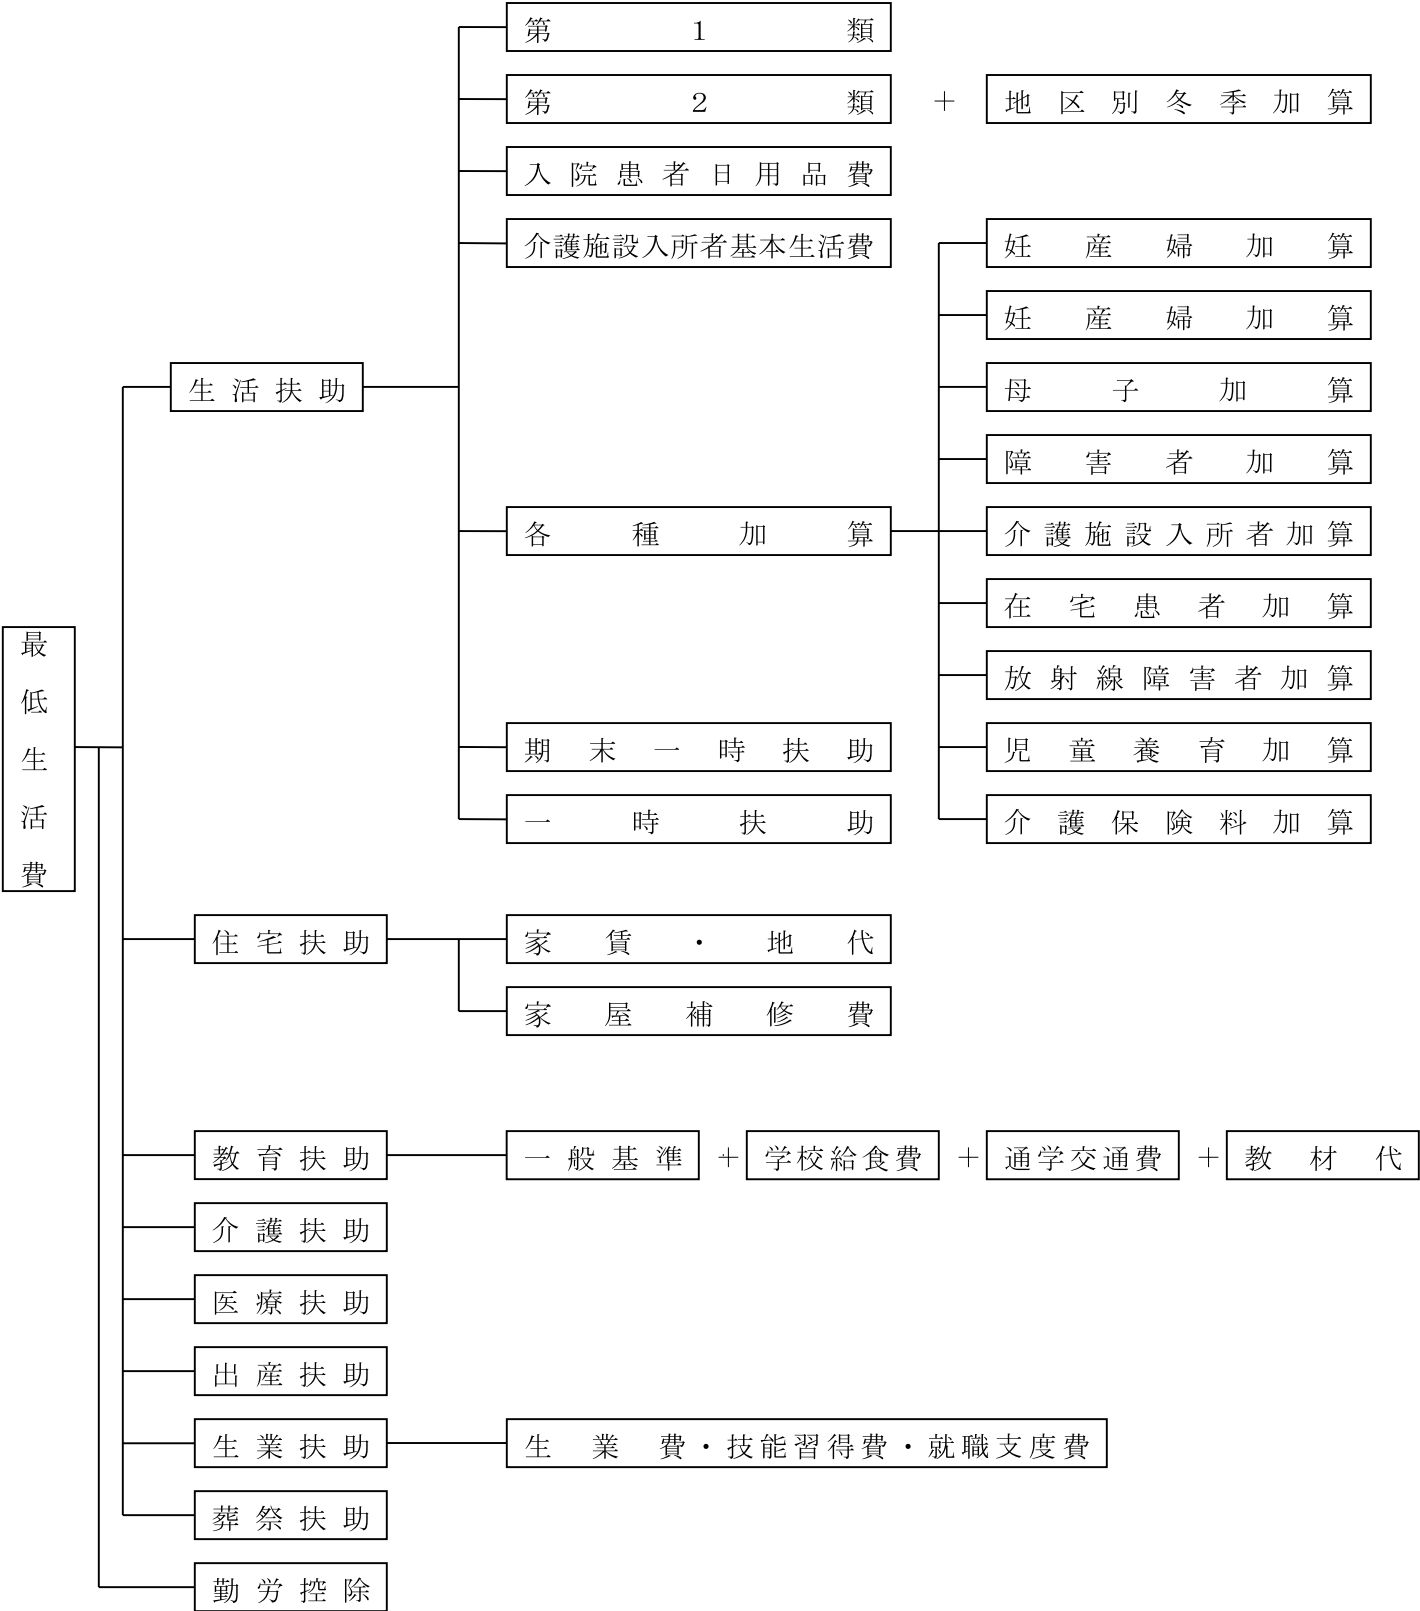 第１類
第２類 ＋ 地区別冬季加算
入院患者日用品費
介護施設入所者基本生活費 妊産婦加算
妊産婦加算
生活扶助 母子加算
障害者加算
各種加算 介護施設入所者加算
在宅患者加算
最低生活費
放射線障害者加算
期末一時扶助 児童養育加算
一時扶助 介護保険料加算
住宅扶助 家賃・地代
家屋補修費
教育扶助 一般基準 ＋ 学校給食費 ＋ 通学交通費 ＋ 教材代
介護扶助
医療扶助
出産扶助
生業扶助 生業費・技能習得費・就職支度費
葬祭扶助
勤労控除